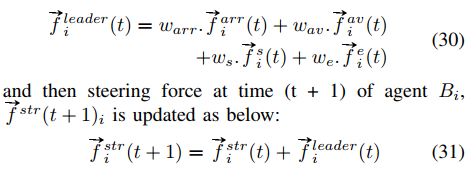 $\overrightarrow{f}_i^{leader}(t) = w_{arr}.\overrightarrow{f}_i^{arr}(t) + w_{av}.\overrightarrow{f}_i^{av}(t)$
$+w_s.\overrightarrow{f}_i^{s}(t) + w_e.\overrightarrow{f}_i^{e}(t)$ (30)
and then steering force at time (t + 1) of agent $B_i$,
$\overrightarrow{f}^{str}(t+1)_i$ is updated as below:
$\overrightarrow{f}_i^{str}(t+1) = \overrightarrow{f}_i^{str}(t) + \overrightarrow{f}_i^{leader}(t)$ (31)